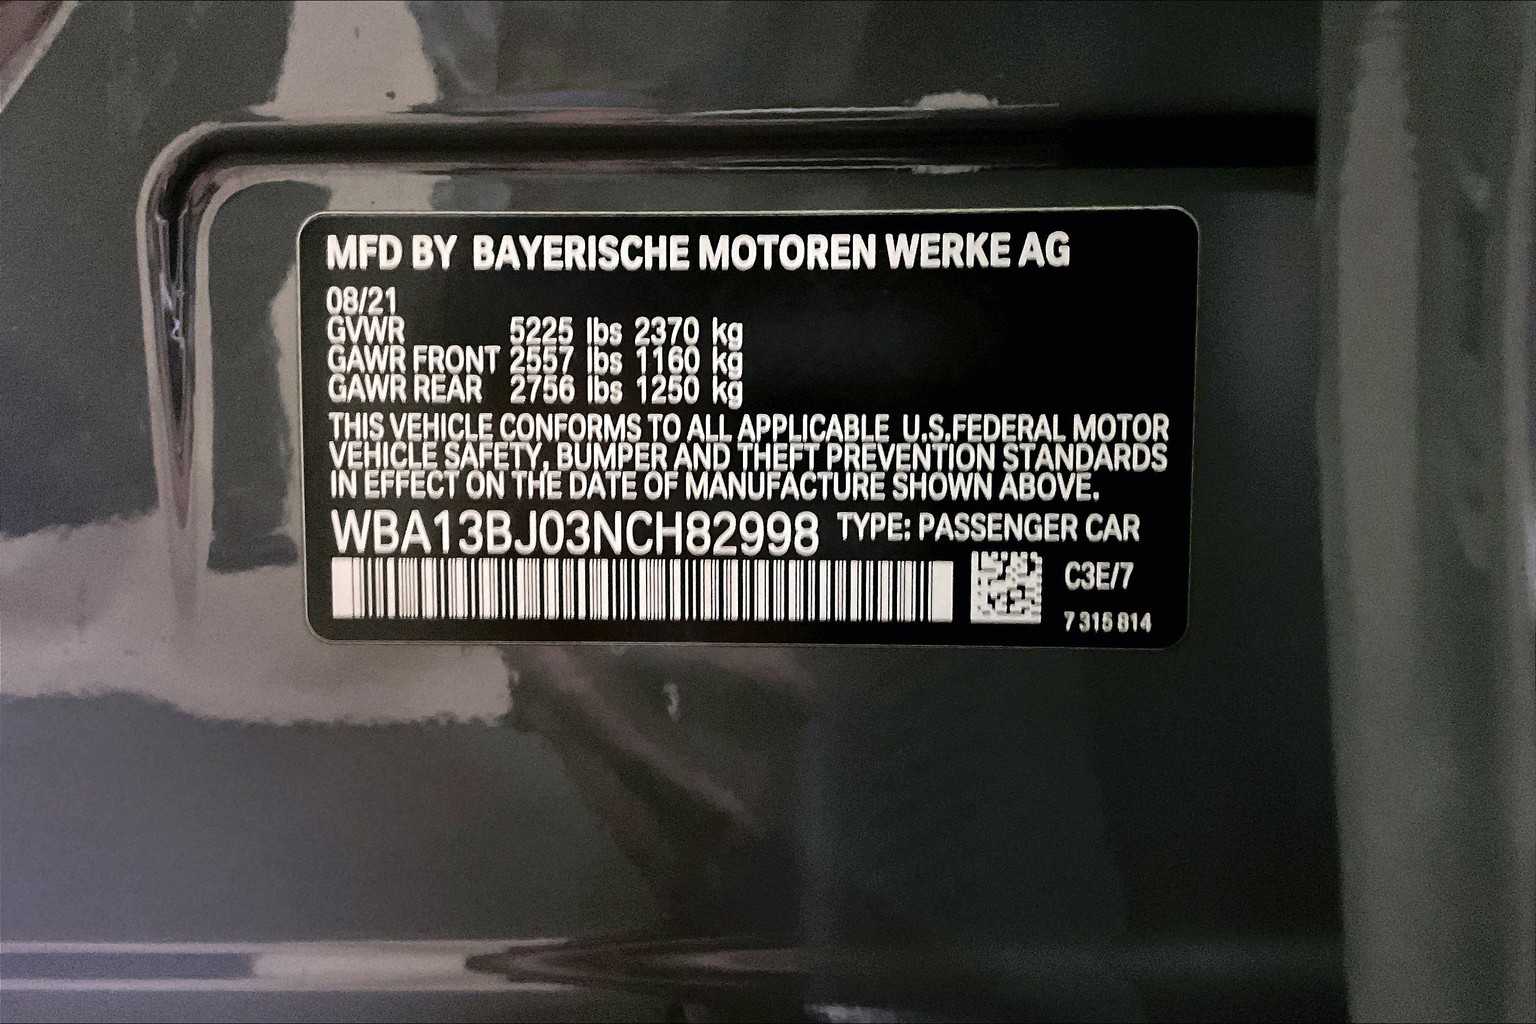 MFD BY BAYERISCHE MOTOREN WERKE AG
08/21
GVWR 5225 lbs 2370 kg
GAWR FRONT 2557 lbs 1160 kg
GAWR REAR 2756 lbs 1250 kg
THIS VEHICLE CONFORMS TO ALL APPLICABLE U.S.FEDERAL MOTOR
VEHICLE SAFETY, BUMPER AND THEFT PREVENTION STANDARDS
IN EFFECT ON THE DATE OF MANUFACTURE SHOWN ABOVE.
WBA13BJ03NCH82998 TYPE: PASSENGER CAR
C3E/7
7 315 814